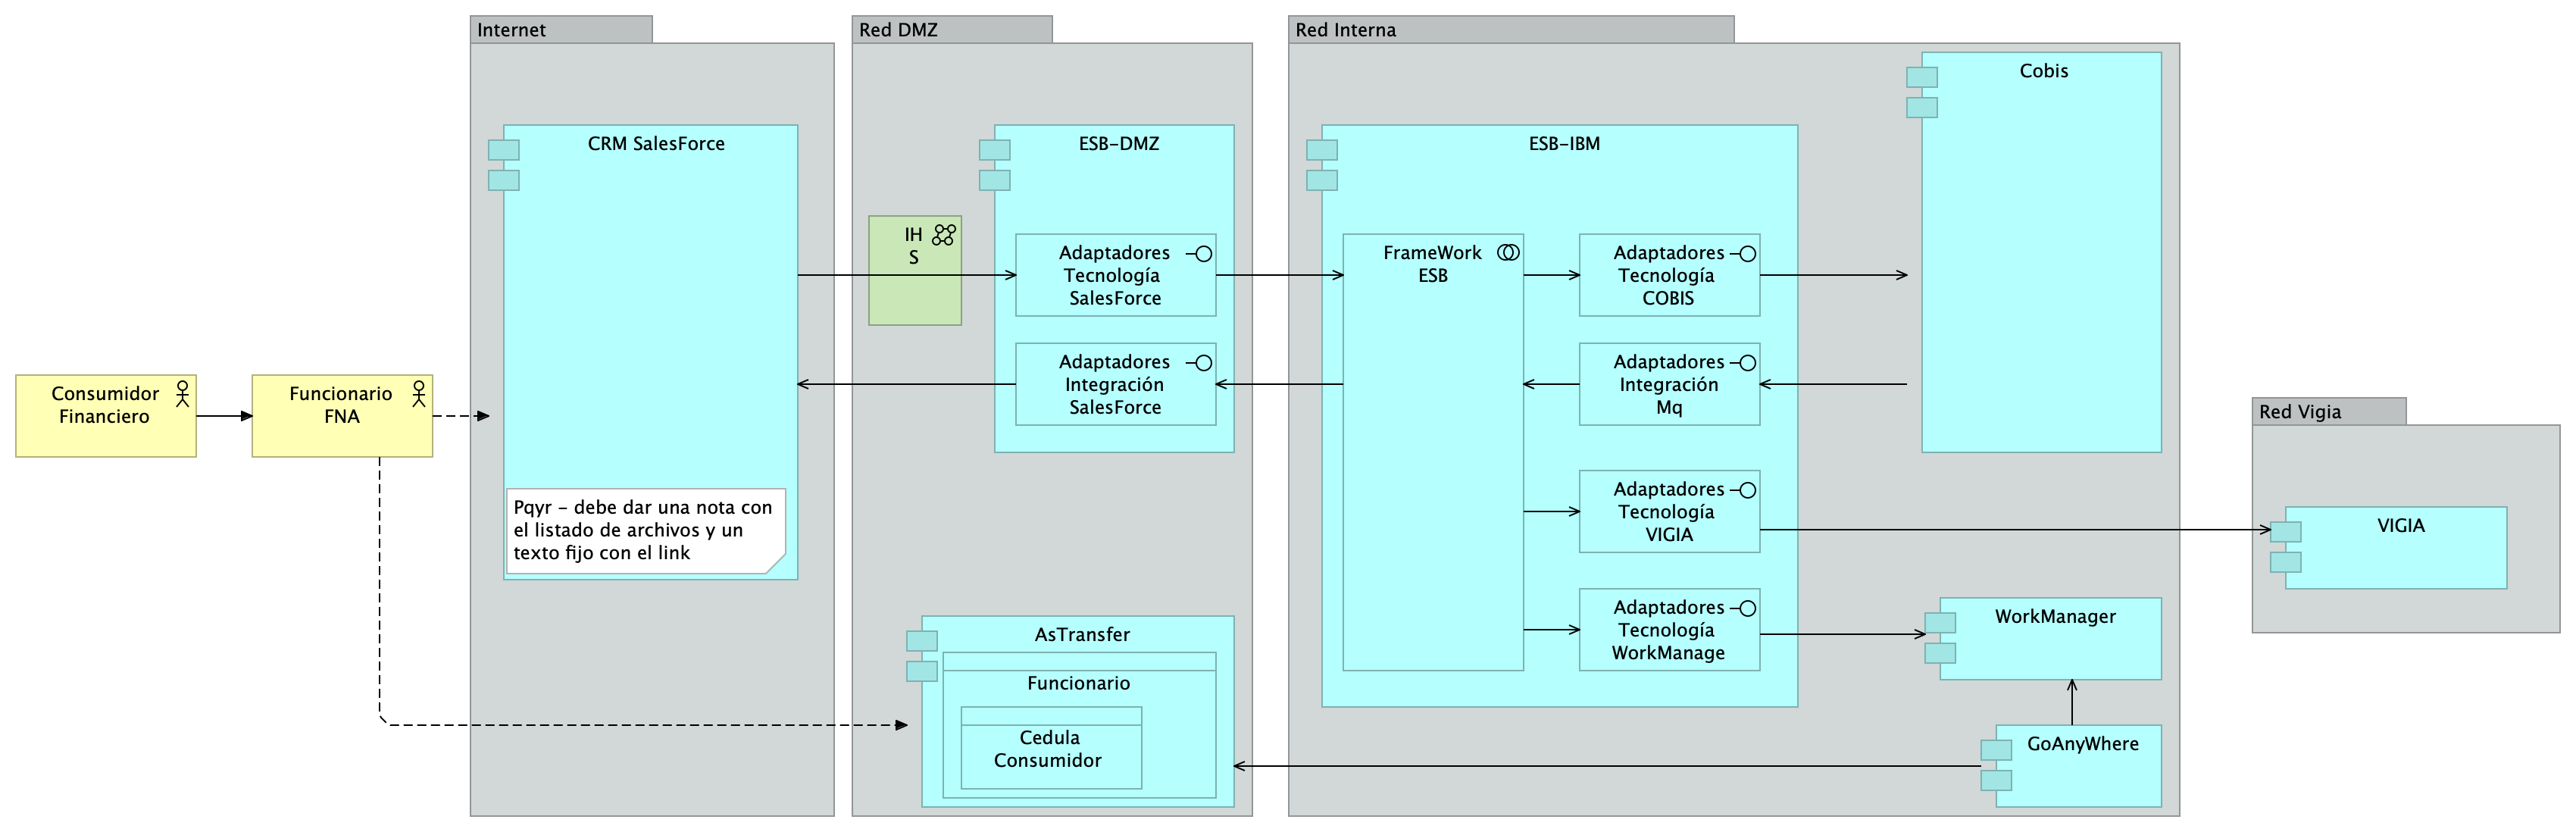 Internet
Red DMZ
Red Interna
Cobis
CRM SalesForce
ESB-DMZ
ESB-IBM
IH
S
Adaptadores
Tecnología
SalesForce
FrameWork
ESB
Adaptadores
Tecnología
COBIS
Adaptadores
Integración
SalesForce
Adaptadores
Integración
Mq
Consumidor
Financiero
Funcionario
FNA
Red Vigia
Pqyr - debe dar una nota con
el listado de archivos y un
texto fijo con el link
Adaptadores
Tecnología
VIGIA
VIGIA
Adaptadores
Tecnología
WorkManage
WorkManager
AsTransfer
Funcionario
Cedula
Consumidor
GoAnyWhere